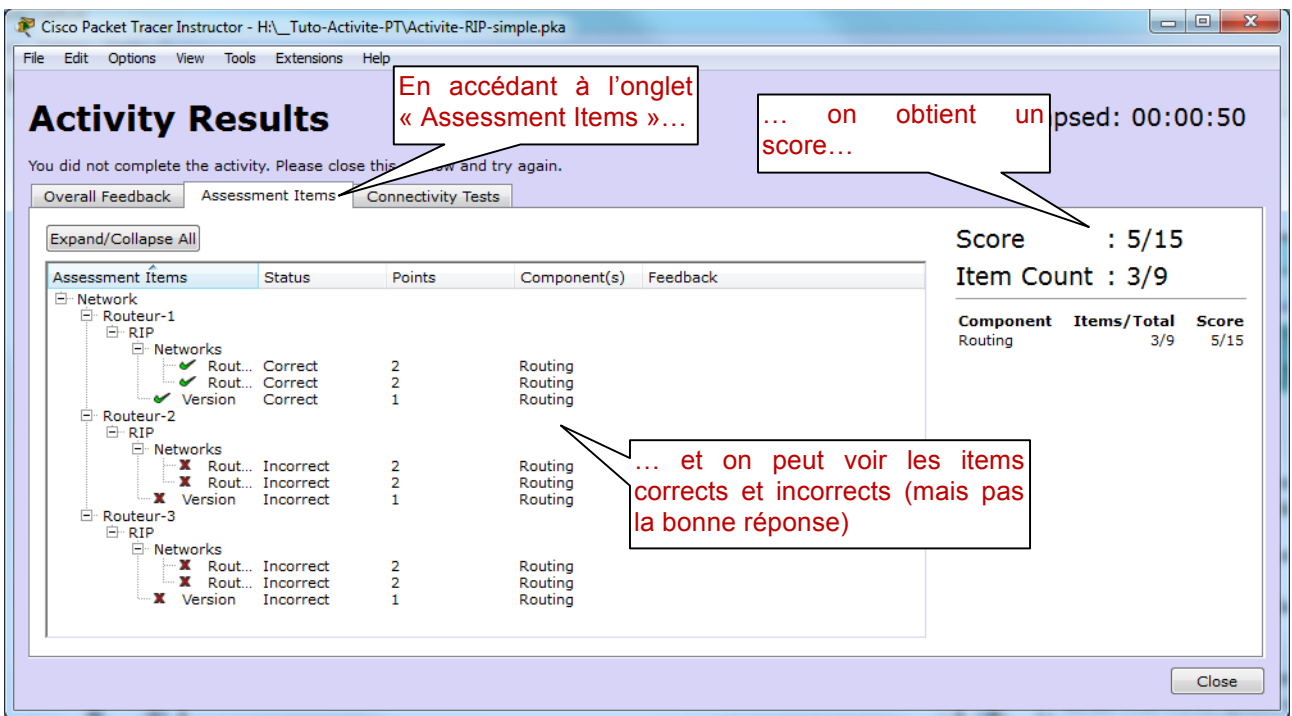 Cisco Packet Tracer Instructor - H:\__Tuto-Activite-PT\Activite-RIP-simple.pka
File Edit Options View Tools Extensions Help
En accédant à l’onglet
« Assessment Items »…
… on obtient un
score…
Activity Results
psed: 00:00:50
You did not complete the activity. Please close this and try again.
Overall Feedback Assessment Items Connectivity Tests
Expand/Collapse All
Score : 5/15
Item Count : 3/9
Component Items/Total Score
Routing 3/9 5/15
Assessment Items Status Points Component(s) Feedback
Network
Routeur-1
RIP
Networks
Rout... Correct 2 Routing
Rout... Correct 2 Routing
Version Correct 1 Routing
Routeur-2
RIP
Networks
Rout... Incorrect 2 Routing
Rout... Incorrect 2 Routing
Version Incorrect 1 Routing
Routeur-3
RIP
Networks
Rout... Incorrect 2 Routing
Rout... Incorrect 2 Routing
Version Incorrect 1 Routing
… et on peut voir les items
corrects et incorrects (mais pas
la bonne réponse)
Close